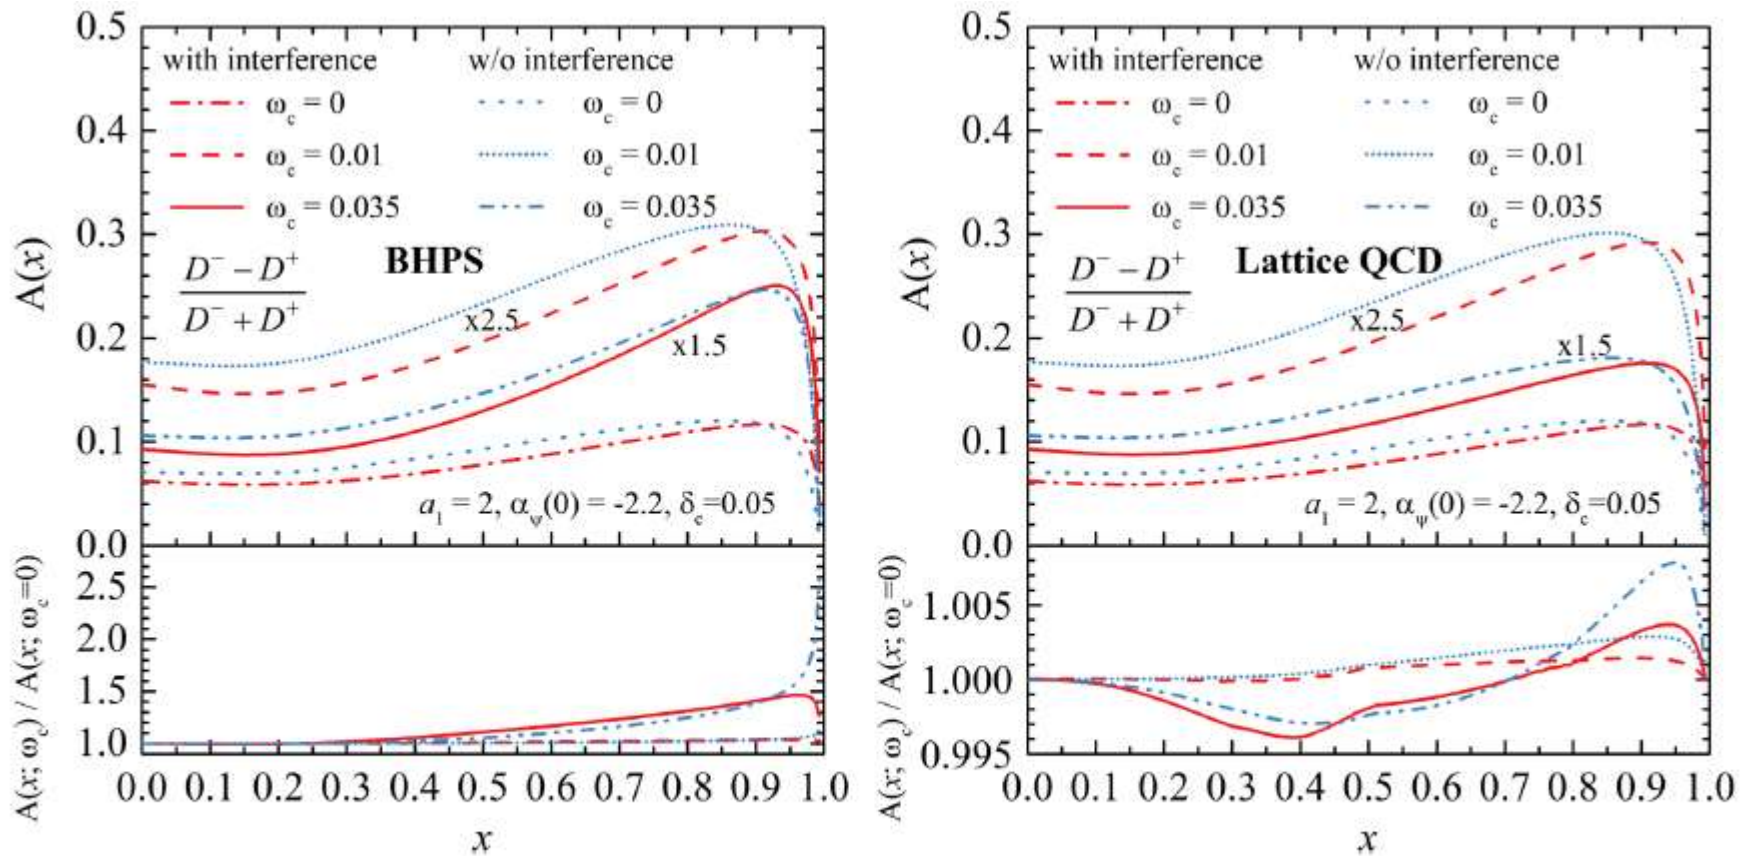 0.5
with interference w/o interference
ω_c = 0 ω_c = 0
0.4
ω_c = 0.01 ω_c = 0.01
ω_c = 0.035 ω_c = 0.035
0.3
A(x)
D⁻ − D⁺
D⁻ + D⁺
BHPS
x2.5
0.2
x1.5
0.1
a₁ = 2, α_ψ(0) = -2.2, δ_c=0.05
0.0
A(x; ω_c) / A(x; ω_c=0)
2.5
2.0
1.5
1.0
0.0 0.1 0.2 0.3 0.4 0.5 0.6 0.7 0.8 0.9 1.0
x
0.5
with interference w/o interference
ω_c = 0 ω_c = 0
0.4
ω_c = 0.01 ω_c = 0.01
ω_c = 0.035 ω_c = 0.035
0.3
A(x)
D⁻ − D⁺
D⁻ + D⁺
Lattice QCD
x2.5
0.2
x1.5
0.1
a₁ = 2, α_ψ(0) = -2.2, δ_c=0.05
0.0
A(x; ω_c) / A(x; ω_c=0)
1.005
1.000
0.995
0.0 0.1 0.2 0.3 0.4 0.5 0.6 0.7 0.8 0.9 1.0
x